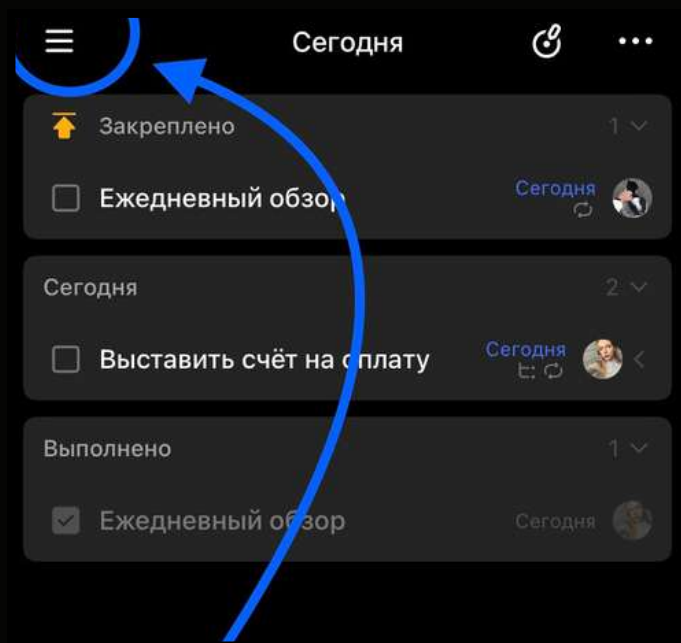 Сегодня
Закреплено 1
Ежедневный обзор Сегодня
Сегодня 2
Выставить счёт на оплату Сегодня
Выполнено 1
Ежедневный обзор Сегодня